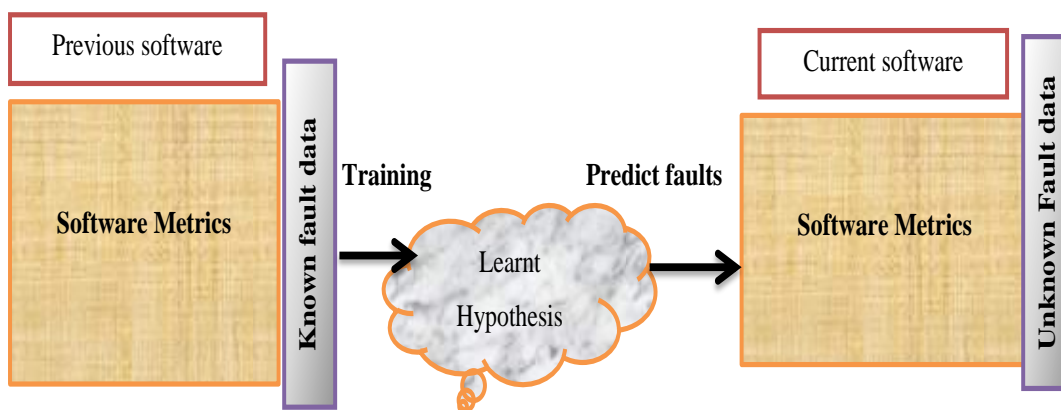 Previous software
Software Metrics
Known fault data
Training
Learnt
Hypothesis
Predict faults
Current software
Software Metrics
Unknown Fault data